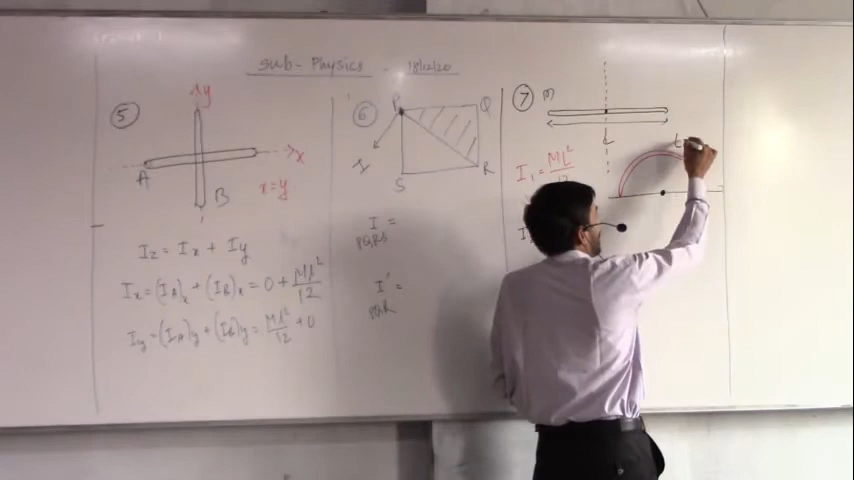 Sub- Physics - 18/12/20
5
y
A
x
B
x=y
Iz = Ix + Iy
Ix = (IA)x + (IB)x = 0 + Ml²/12
Iy = (IA)y + (IB)y = Ml²/12 + 0
6
P
Q
S
R
I =
PQRS
I' =
PQR
7
M
L
I₁ = ML²/12